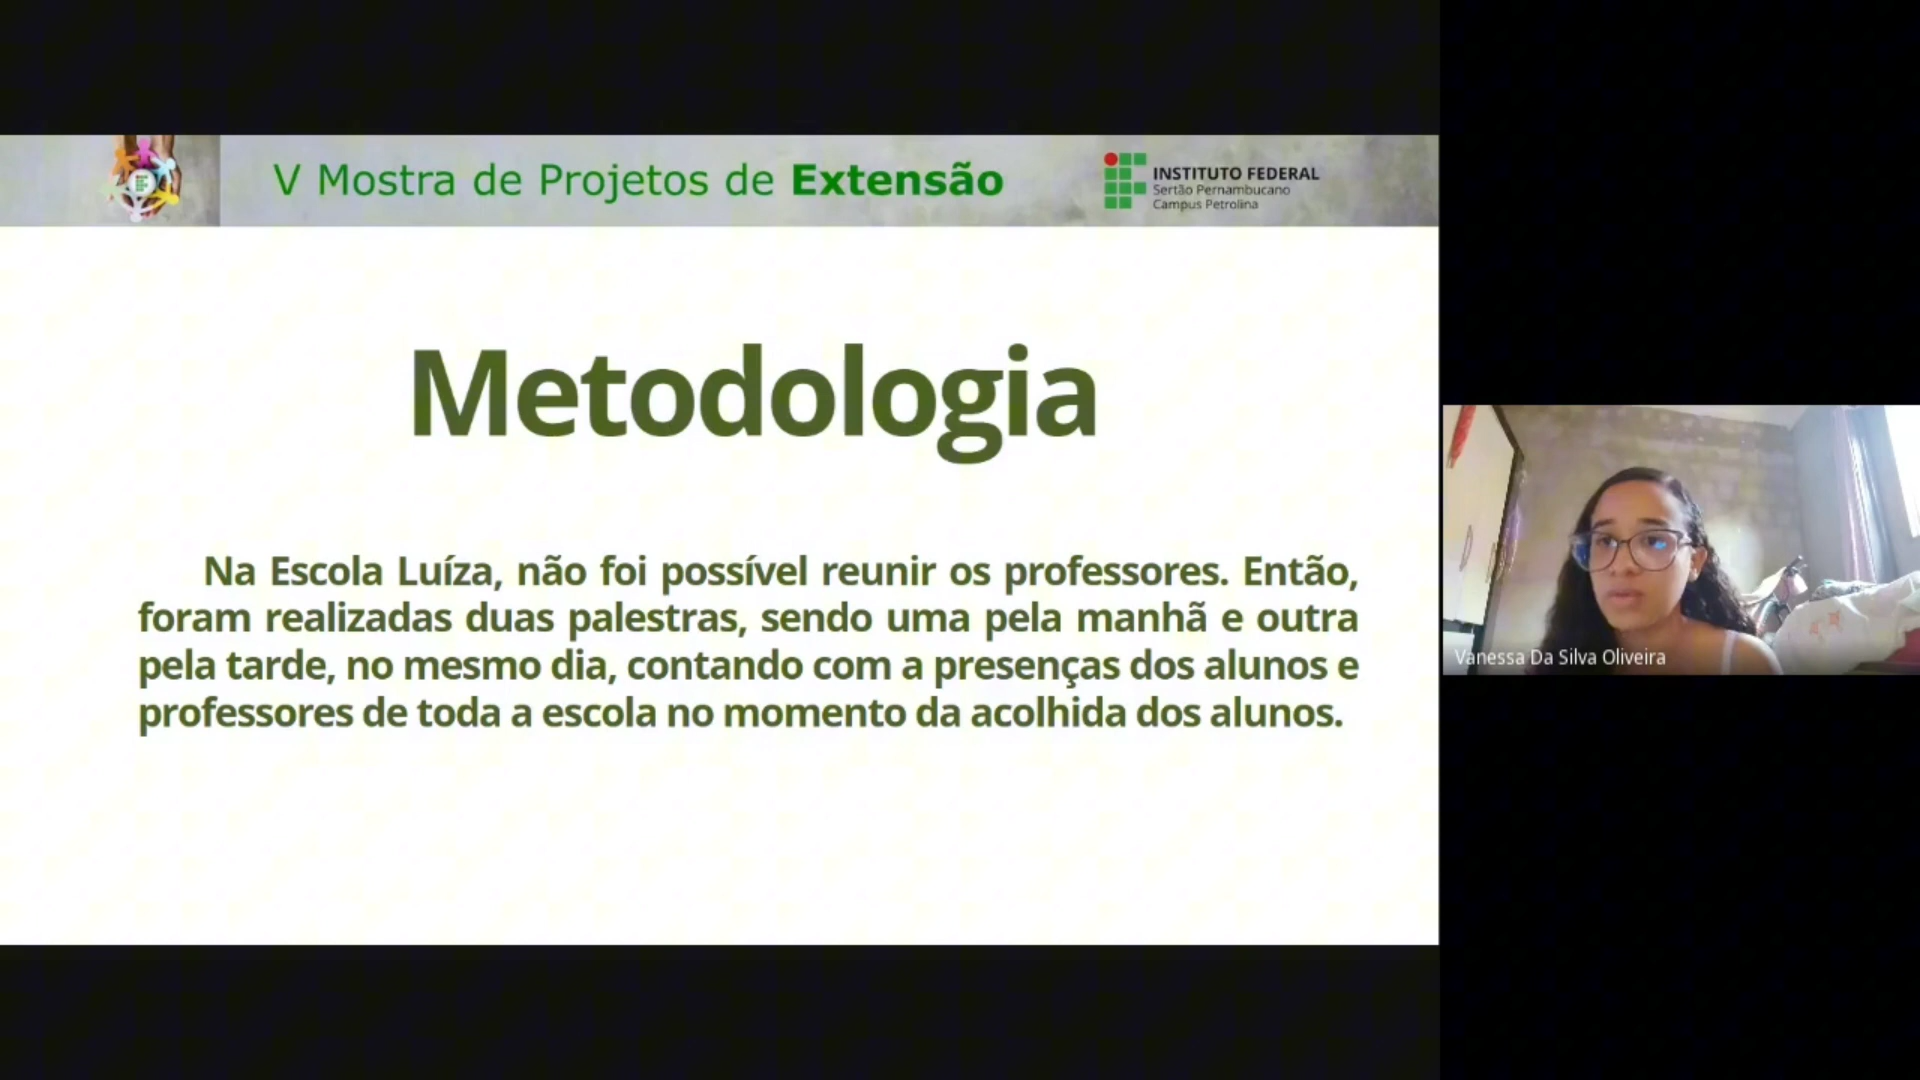 V Mostra de Projetos de Extensão
INSTITUTO FEDERAL
Sertão Pernambucano
Campus Petrolina
Metodologia
Na Escola Luíza, não foi possível reunir os professores. Então,
foram realizadas duas palestras, sendo uma pela manhã e outra
pela tarde, no mesmo dia, contando com a presenças dos alunos e
professores de toda a escola no momento da acolhida dos alunos.
Vanessa Da Silva Oliveira